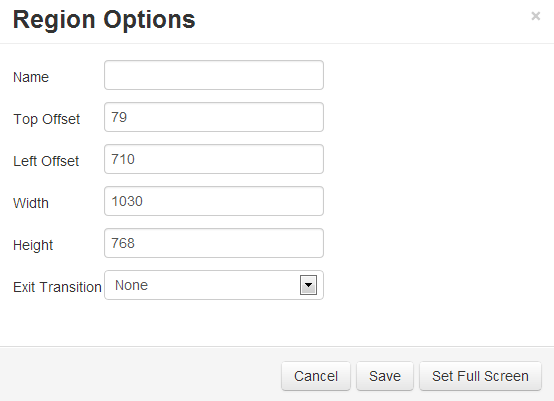 Region Options
×
Name
Top Offset 79
Left Offset 710
Width 1030
Height 768
Exit Transition None
Cancel Save Set Full Screen